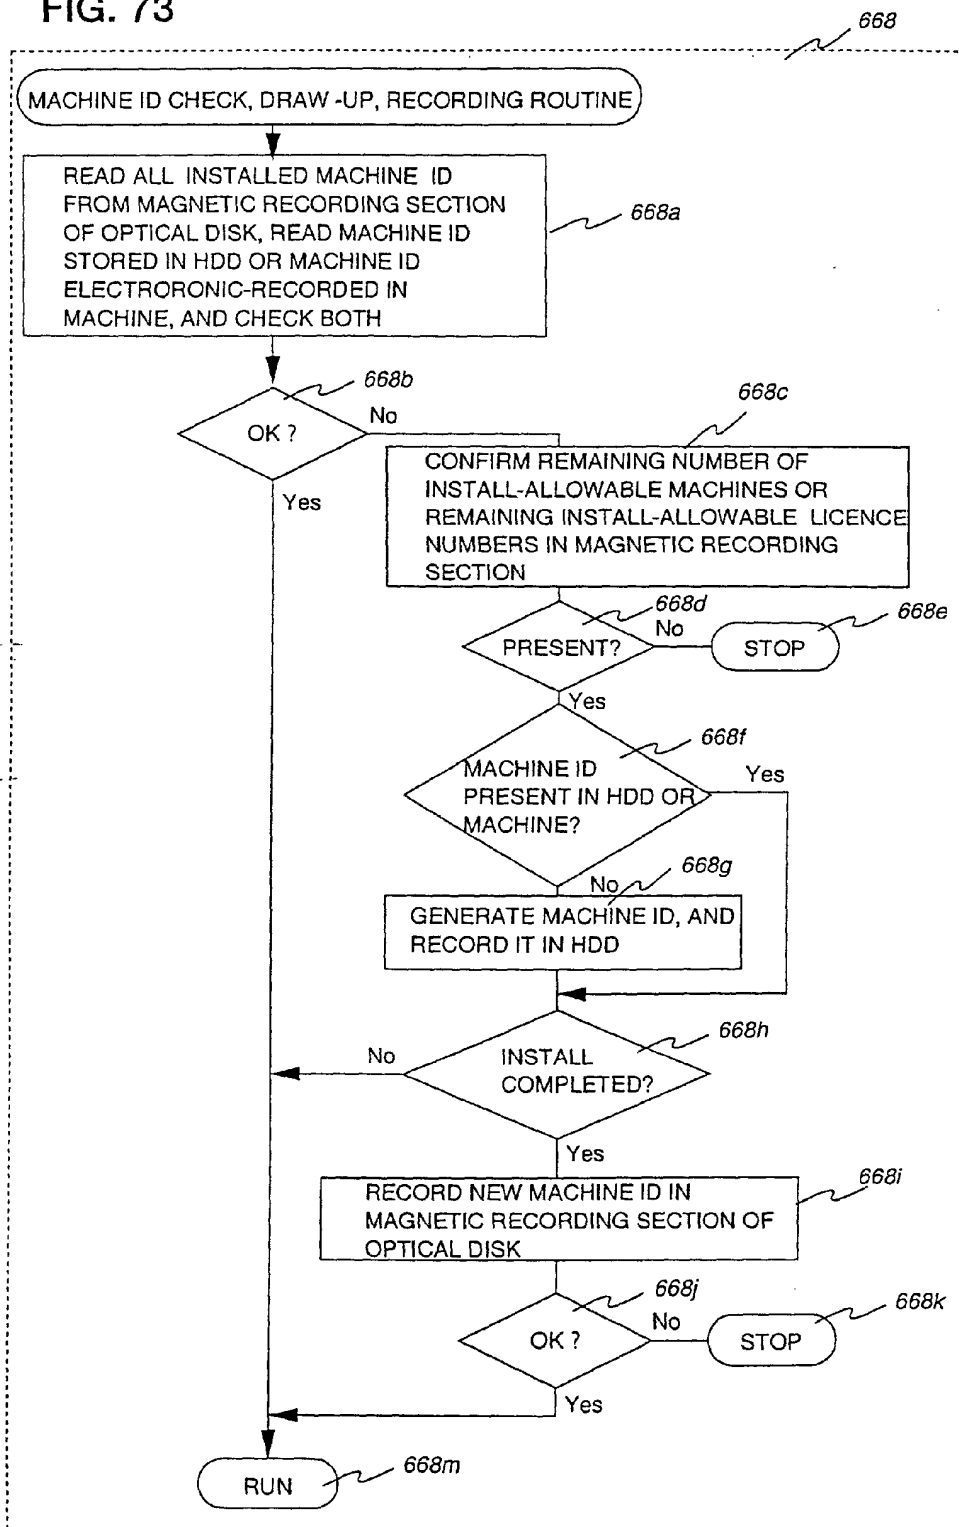 FIG. 73
668
MACHINE ID CHECK, DRAW -UP, RECORDING ROUTINE
READ ALL INSTALLED MACHINE ID
FROM MAGNETIC RECORDING SECTION
OF OPTICAL DISK, READ MACHINE ID
STORED IN HDD OR MACHINE ID
ELECTRORONIC-RECORDED IN
MACHINE, AND CHECK BOTH
668a
668b
OK ?
No
Yes
668c
CONFIRM REMAINING NUMBER OF
INSTALL-ALLOWABLE MACHINES OR
REMAINING INSTALL-ALLOWABLE LICENCE
NUMBERS IN MAGNETIC RECORDING
SECTION
668d
PRESENT?
No
668e
STOP
Yes
668f
MACHINE ID
PRESENT IN HDD OR
MACHINE?
Yes
No
668g
GENERATE MACHINE ID, AND
RECORD IT IN HDD
668h
INSTALL
COMPLETED?
No
Yes
668i
RECORD NEW MACHINE ID IN
MAGNETIC RECORDING SECTION OF
OPTICAL DISK
668j
OK ?
No
668k
STOP
Yes
668m
RUN